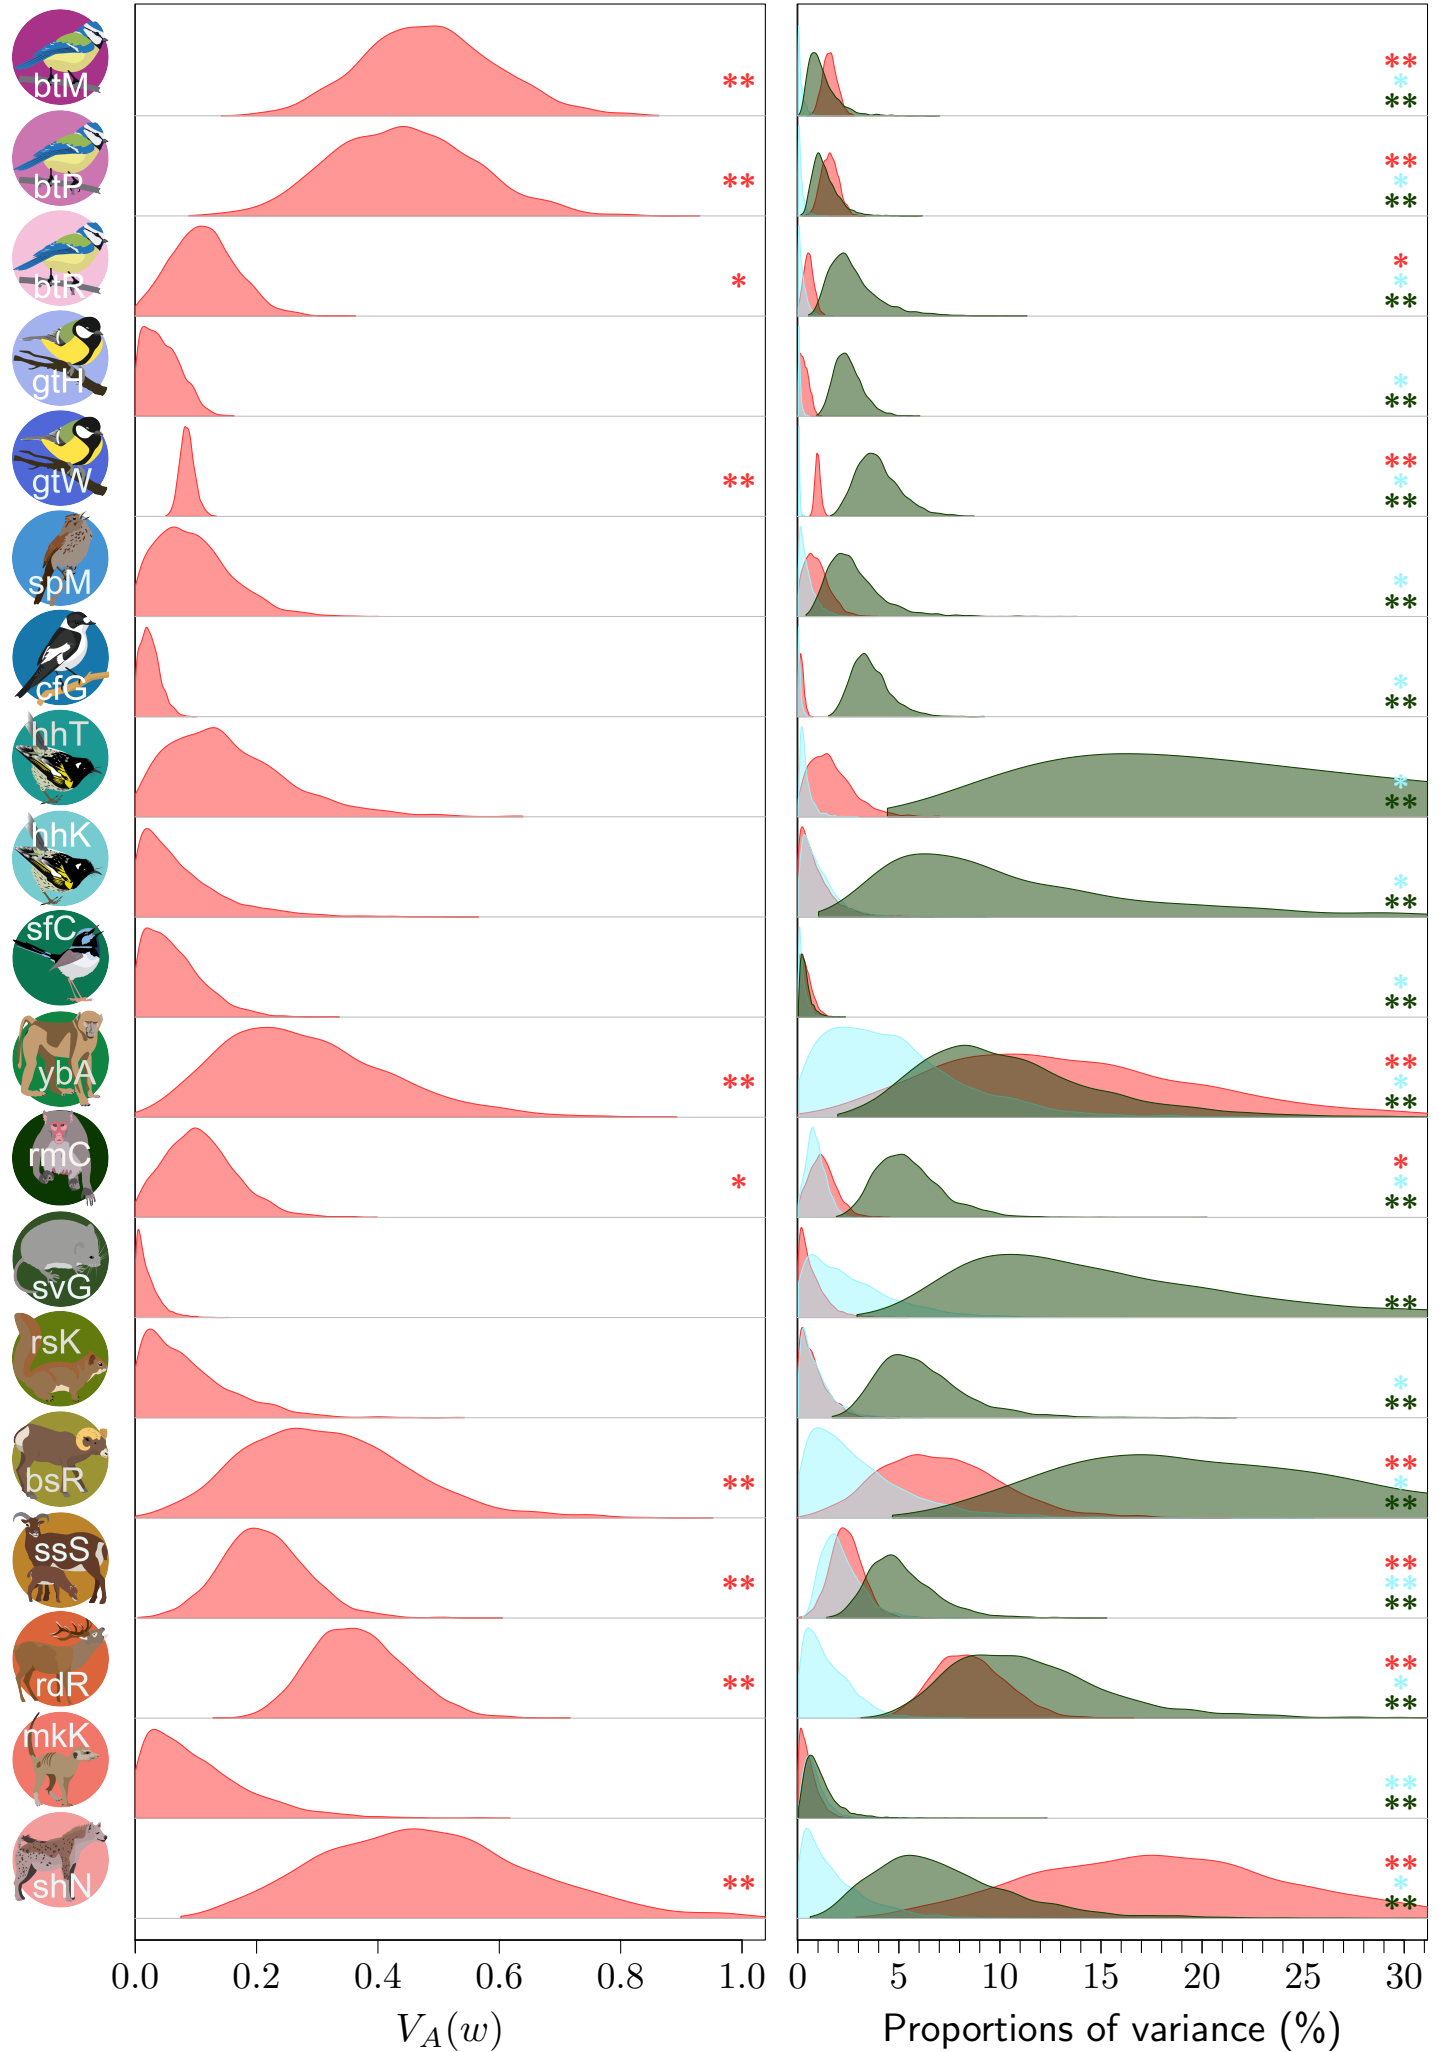 btM
**
**
*
**
btP
**
**
*
**
btR
*
*
*
**
gtH
*
**
gtW
**
**
*
**
spM
*
**
cfG
*
**
hhT
*
**
hhK
*
**
sfC
*
**
ybA
**
**
*
**
rmC
*
*
*
**
svG
**
rsK
*
**
bsR
**
**
*
**
ssS
**
**
**
**
rdR
**
**
*
**
mkK
**
**
shN
**
**
*
**
0.0 0.2 0.4 0.6 0.8 1.0 0 5 10 15 20 25 30
V_A(w) Proportions of variance (%)